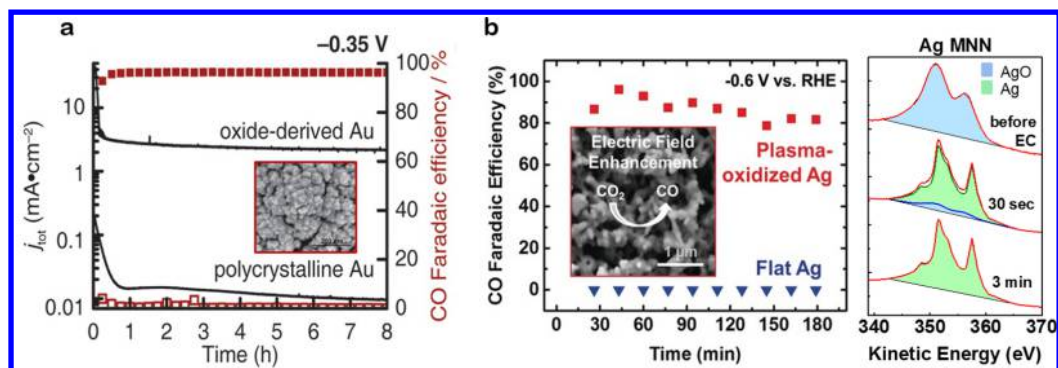 a
−0.35 V
10
1
0.1
0.01
j_tot (mA•cm⁻²)
oxide-derived Au
polycrystalline Au
0 1 2 3 4 5 6 7 8
Time (h)
100
80
60
40
20
0
CO Faradaic efficiency / %
b
CO Faradaic Efficiency (%)
100
80
60
40
20
0
-0.6 V vs. RHE
Electric Field
Enhancement
CO₂ CO
1 μm
Plasma-
oxidized Ag
Flat Ag
0 30 60 90 120 150 180
Time (min)
Ag MNN
AgO
Ag
before
EC
30 sec
3 min
340 350 360 370
Kinetic Energy (eV)